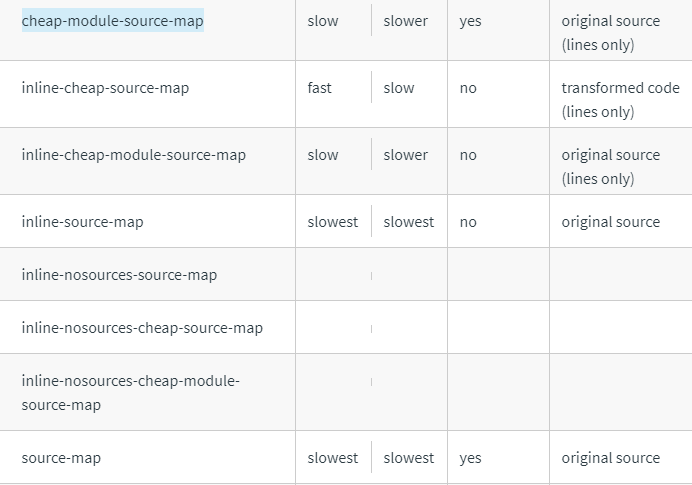 cheap-module-source-map slow slower yes original source
(lines only)
inline-cheap-source-map fast slow no transformed code
(lines only)
inline-cheap-module-source-map slow slower no original source
(lines only)
inline-source-map slowest slowest no original source
inline-nosources-source-map
inline-nosources-cheap-source-map
inline-nosources-cheap-module-
source-map
source-map slowest slowest yes original source